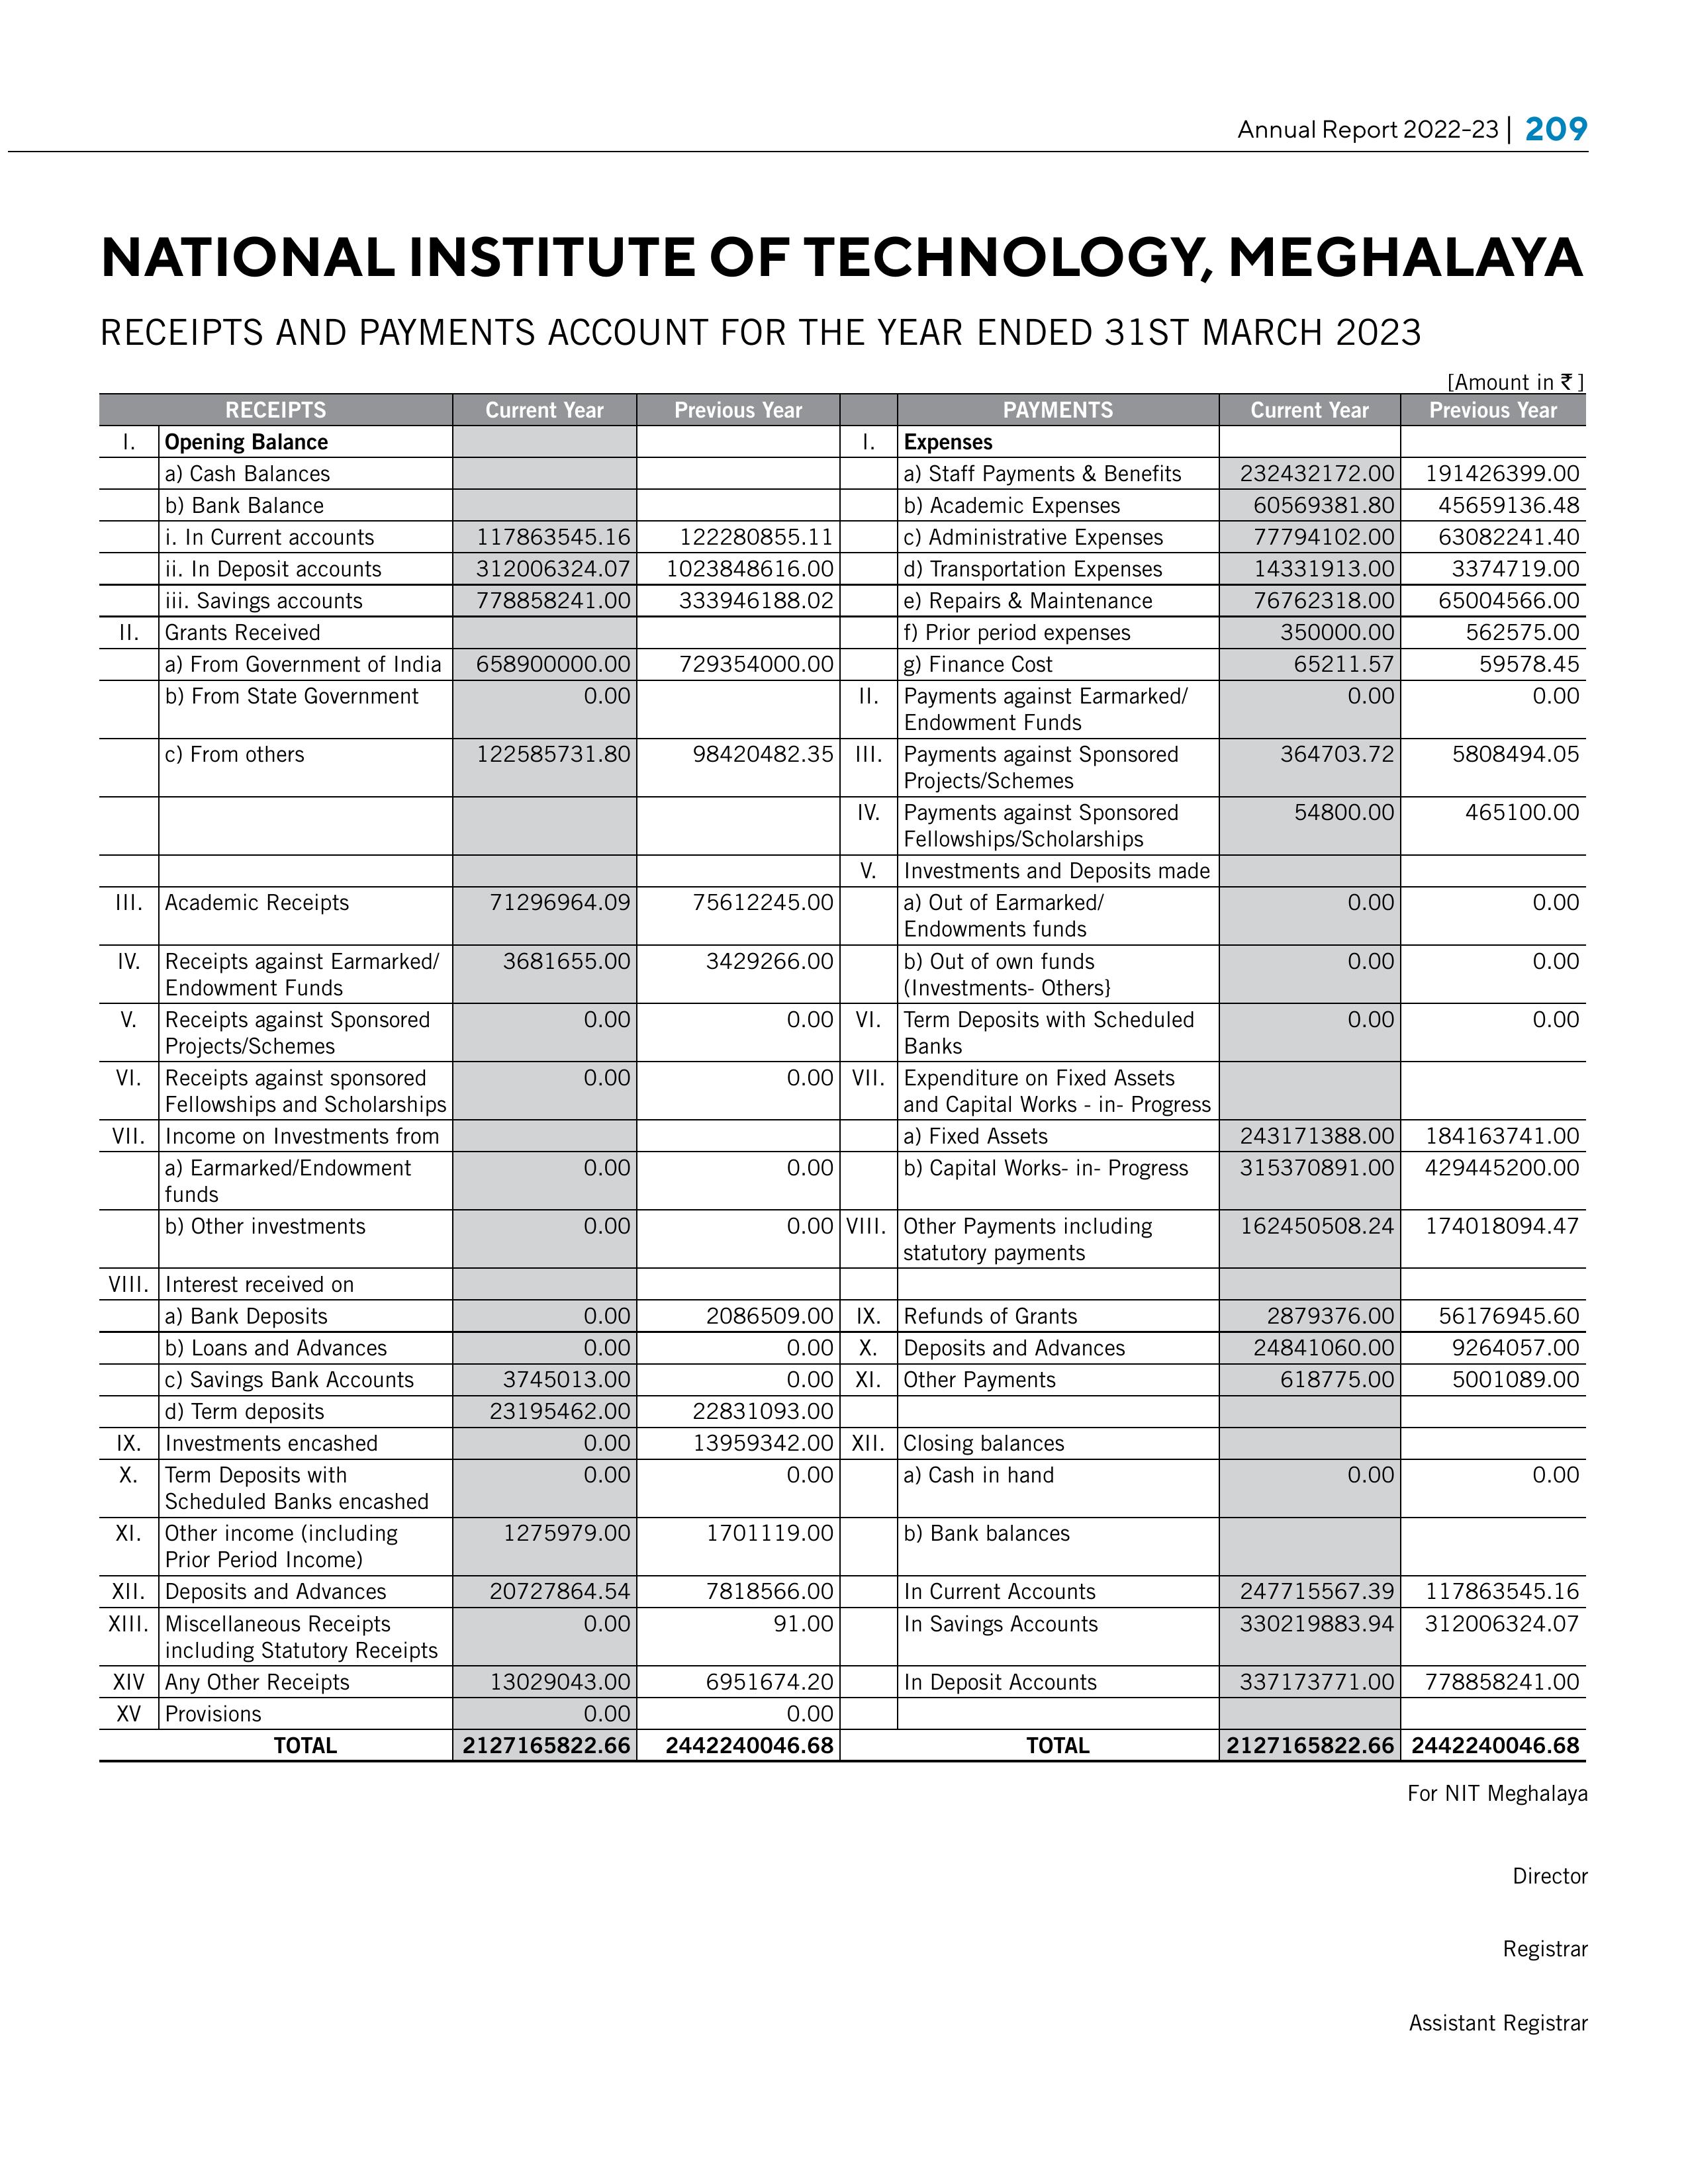 Annual Report 2022-23 | 209
NATIONAL INSTITUTE OF TECHNOLOGY, MEGHALAYA
RECEIPTS AND PAYMENTS ACCOUNT FOR THE YEAR ENDED 31ST MARCH 2023
[Amount in ₹ ]
RECEIPTS Current Year Previous Year PAYMENTS Current Year Previous Year
I. Opening Balance I. Expenses
a) Cash Balances a) Staff Payments & Benefits 232432172.00 191426399.00
b) Bank Balance b) Academic Expenses 60569381.80 45659136.48
i. In Current accounts 117863545.16 122280855.11 c) Administrative Expenses 77794102.00 63082241.40
ii. In Deposit accounts 312006324.07 1023848616.00 d) Transportation Expenses 14331913.00 3374719.00
iii. Savings accounts 778858241.00 333946188.02 e) Repairs & Maintenance 76762318.00 65004566.00
II. Grants Received f) Prior period expenses 350000.00 562575.00
a) From Government of India 658900000.00 729354000.00 g) Finance Cost 65211.57 59578.45
b) From State Government 0.00 II. Payments against Earmarked/ 0.00 0.00
Endowment Funds
c) From others 122585731.80 98420482.35 III. Payments against Sponsored 364703.72 5808494.05
Projects/Schemes
IV. Payments against Sponsored 54800.00 465100.00
Fellowships/Scholarships
V. Investments and Deposits made
III. Academic Receipts 71296964.09 75612245.00 a) Out of Earmarked/ 0.00 0.00
Endowments funds
IV. Receipts against Earmarked/ 3681655.00 3429266.00 b) Out of own funds 0.00 0.00
Endowment Funds (Investments- Others}
V. Receipts against Sponsored 0.00 0.00 VI. Term Deposits with Scheduled 0.00 0.00
Projects/Schemes Banks
VI. Receipts against sponsored 0.00 0.00 VII. Expenditure on Fixed Assets
Fellowships and Scholarships and Capital Works - in- Progress
VII. Income on Investments from a) Fixed Assets 243171388.00 184163741.00
a) Earmarked/Endowment 0.00 0.00 b) Capital Works- in- Progress 315370891.00 429445200.00
funds
b) Other investments 0.00 0.00 VIII. Other Payments including 162450508.24 174018094.47
statutory payments
VIII. Interest received on
a) Bank Deposits 0.00 2086509.00 IX. Refunds of Grants 2879376.00 56176945.60
b) Loans and Advances 0.00 0.00 X. Deposits and Advances 24841060.00 9264057.00
c) Savings Bank Accounts 3745013.00 0.00 XI. Other Payments 618775.00 5001089.00
d) Term deposits 23195462.00 22831093.00
IX. Investments encashed 0.00 13959342.00 XII. Closing balances
X. Term Deposits with 0.00 0.00 a) Cash in hand 0.00 0.00
Scheduled Banks encashed
XI. Other income (including 1275979.00 1701119.00 b) Bank balances
Prior Period Income)
XII. Deposits and Advances 20727864.54 7818566.00 In Current Accounts 247715567.39 117863545.16
XIII. Miscellaneous Receipts 0.00 91.00 In Savings Accounts 330219883.94 312006324.07
including Statutory Receipts
XIV Any Other Receipts 13029043.00 6951674.20 In Deposit Accounts 337173771.00 778858241.00
XV Provisions 0.00 0.00
TOTAL 2127165822.66 2442240046.68 TOTAL 2127165822.66 2442240046.68
For NIT Meghalaya
Director
Registrar
Assistant Registrar